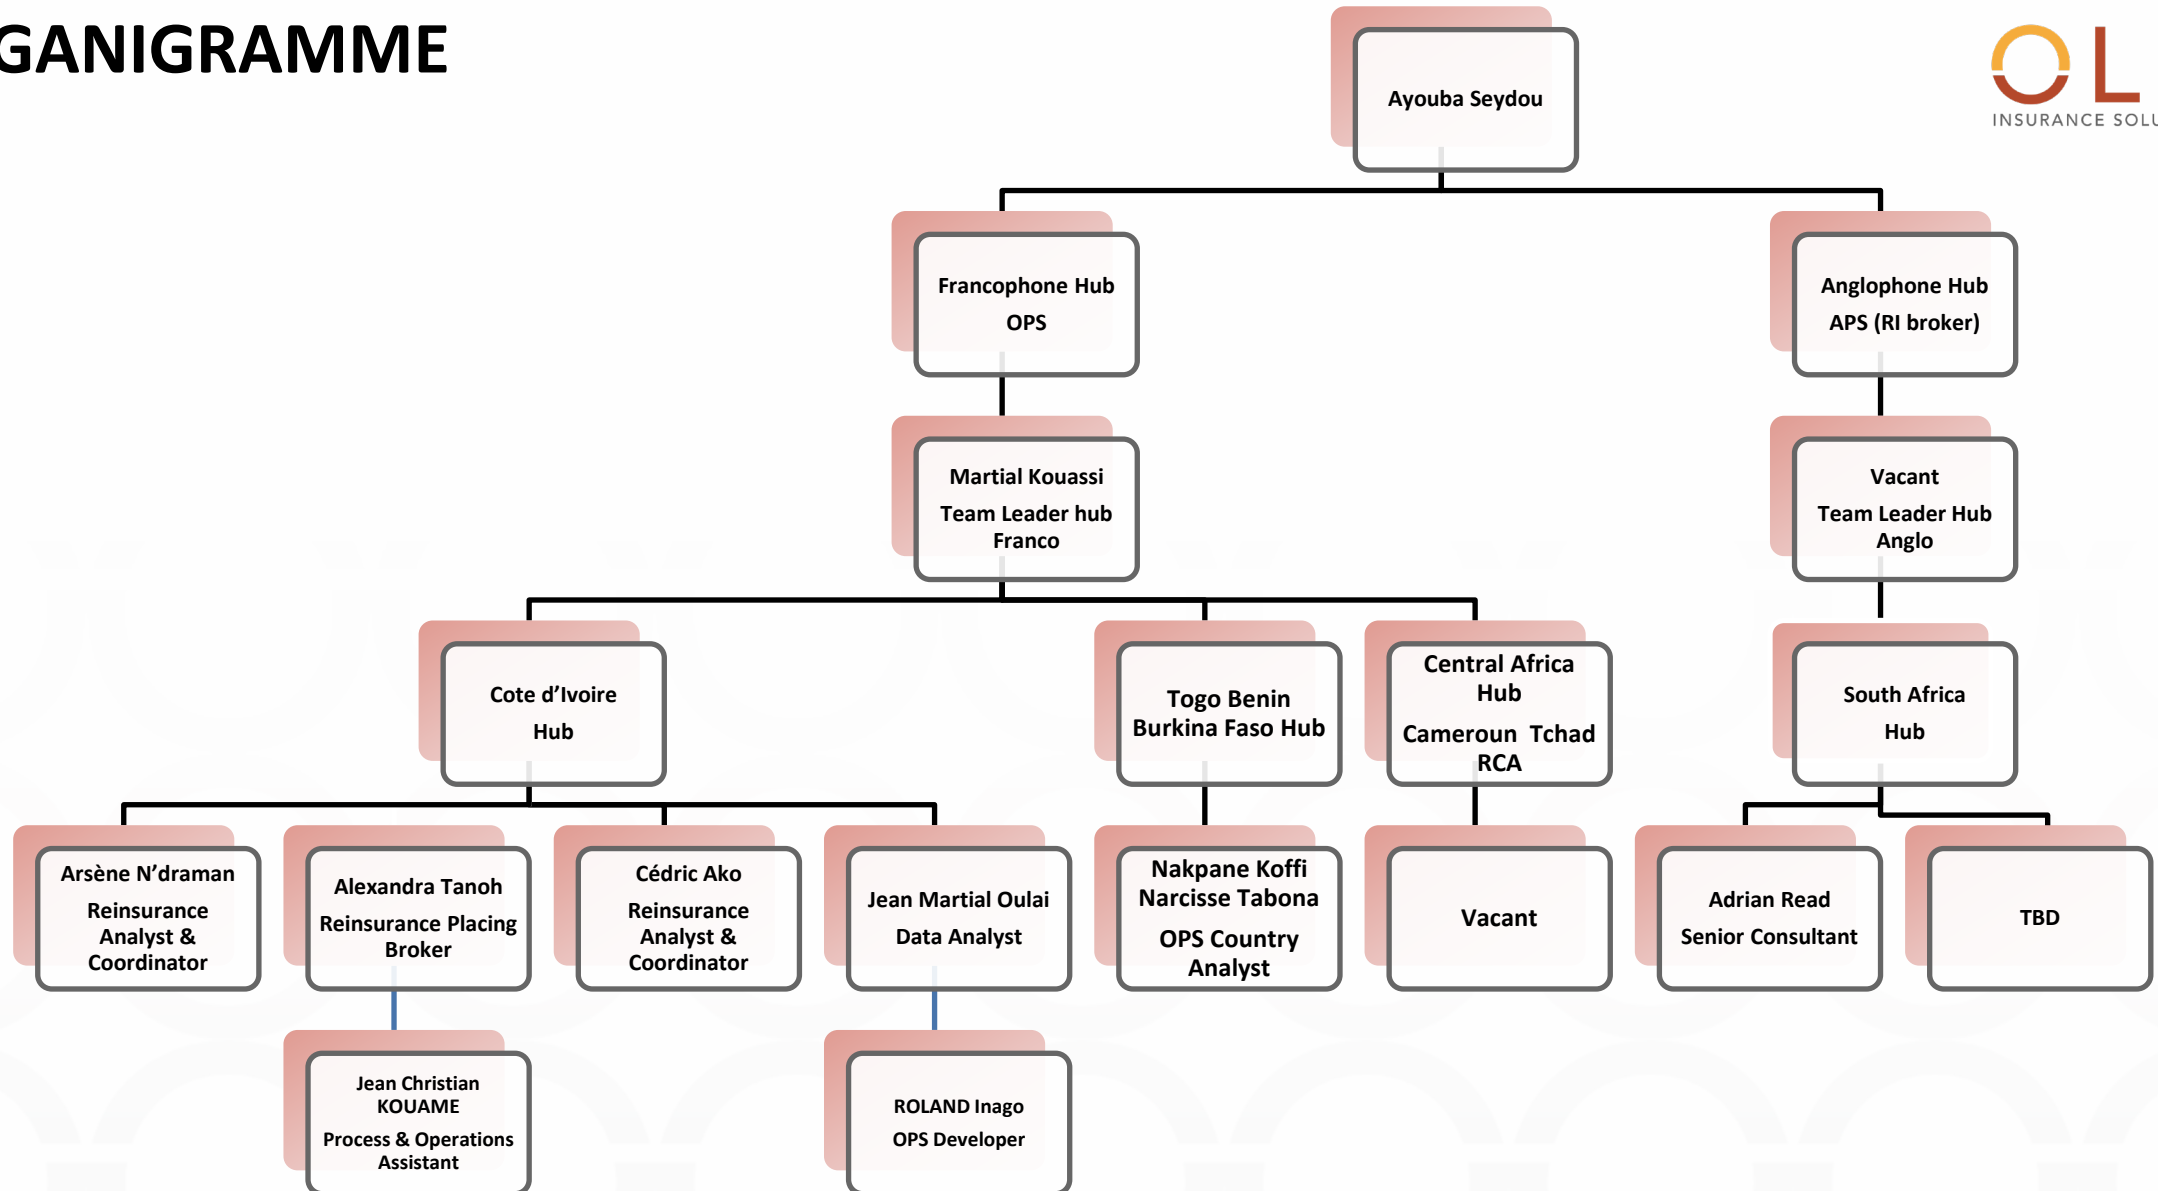 GANIGRAMME
OL
INSURANCE SOLU
Ayouba Seydou
Francophone Hub
OPS
Anglophone Hub
APS (RI broker)
Martial Kouassi
Team Leader hub
Franco
Vacant
Team Leader Hub
Anglo
Cote d’Ivoire
Hub
Togo Benin
Burkina Faso Hub
Central Africa
Hub
Cameroun  Tchad
RCA
South Africa
Hub
Arsène N’draman
Reinsurance
Analyst &
Coordinator
Alexandra Tanoh
Reinsurance Placing
Broker
Cédric Ako
Reinsurance
Analyst &
Coordinator
Jean Martial Oulai
Data Analyst
Nakpane Koffi
Narcisse Tabona
OPS Country
Analyst
Vacant
Adrian Read
Senior Consultant
TBD
Jean Christian
KOUAME
Process & Operations
Assistant
ROLAND Inago
OPS Developer